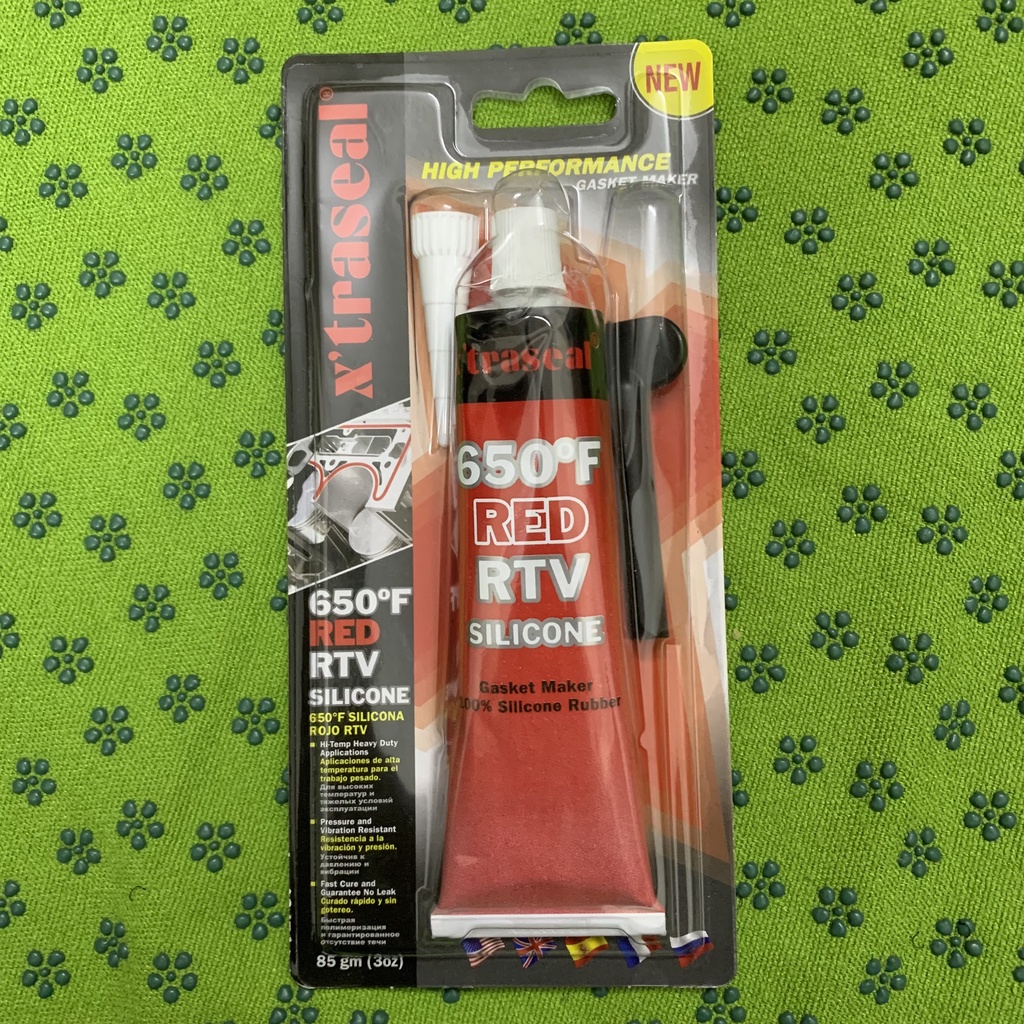 NEW
HIGH PERFORMANCE
GASKET MAKER
x'traseal®
'traseal®
650ºF
RED
RTV
SILICONE
Gasket Maker
100% Silicone Rubber
650ºF
RED
RTV
SILICONE
650°F SILICONA
ROJO RTV
Hi-Temp Heavy Duty
Applications
Aplicaciones de alta
temperatura para el
trabajo pesado.
Для высоких
температур и
тяжелых условий
эксплуатации
Pressure and
Vibration Resistant
Resistencia a la
vibración y presión.
Устойчив к
давлению и
вибрации
Fast Cure and
Guarantee No Leak
Curado rápido y sin
gotereo.
Быстрая
полимеризация
и гарантированное
отсутствие течи
85 gm (3oz)